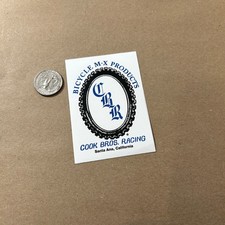 BICYCLE M-X PRODUCTS
CBR
COOK BROS. RACING
Santa Ana, California